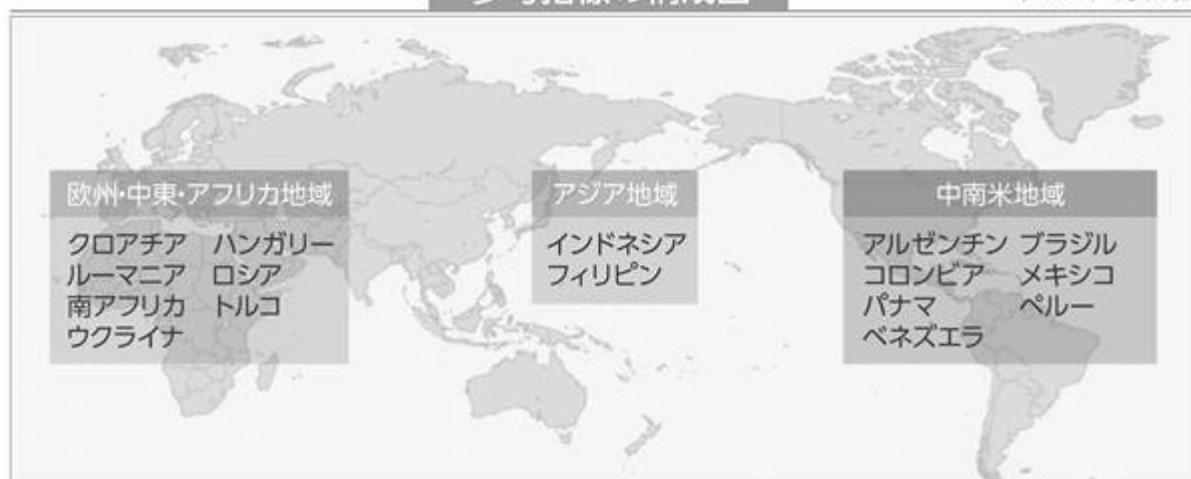 欧州・中東・アフリカ地域
クロアチア ハンガリー
ルーマニア ロシア
南アフリカ トルコ
ウクライナ
アジア地域
インドネシア
フィリピン
中南米地域
アルゼンチン ブラジル
コロンビア メキシコ
パナマ ペルー
ベネズエラ